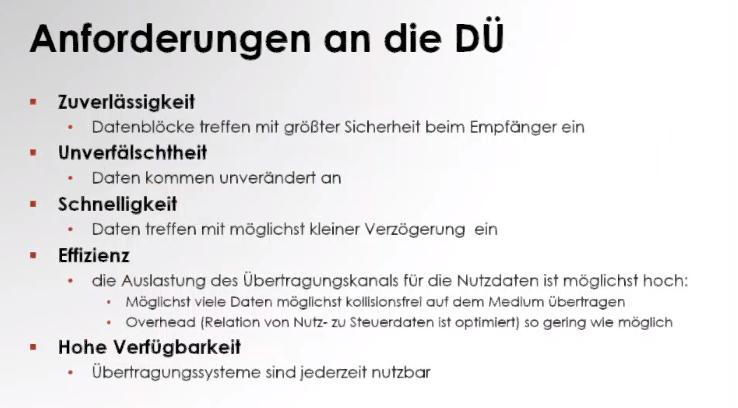 Anforderungen an die DÜ
▪ Zuverlässigkeit
• Datenblöcke treffen mit größter Sicherheit beim Empfänger ein
▪ Unverfälschtheit
• Daten kommen unverändert an
▪ Schnelligkeit
• Daten treffen mit möglichst kleiner Verzögerung ein
▪ Effizienz
• die Auslastung des Übertragungskanals für die Nutzdaten ist möglichst hoch:
• Möglichst viele Daten möglichst kollisionsfrei auf dem Medium übertragen
• Overhead (Relation von Nutz- zu Steuerdaten ist optimiert) so gering wie möglich
▪ Hohe Verfügbarkeit
• Übertragungssysteme sind jederzeit nutzbar